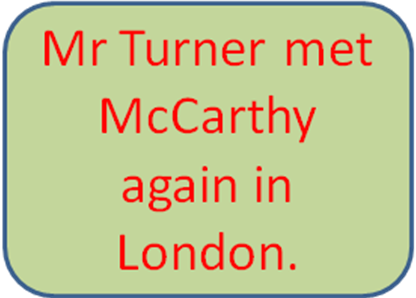 Mr Turner met
McCarthy
again in
London.